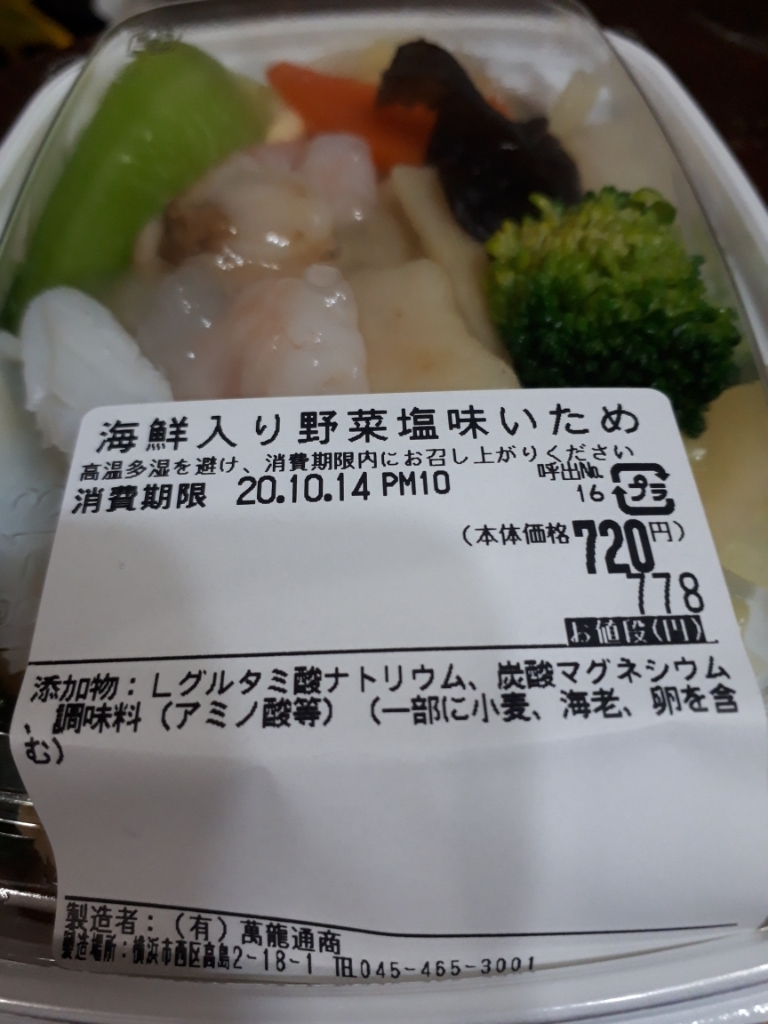 海鮮入り野菜塩味いため
高温多湿を避け、消費期限内にお召し上がりください
消費期限 20.10.14 PM10
呼出No.
16
プラ
(本体価格720円)
778
お値段(円)
添加物:Lグルタミ酸ナトリウム、炭酸マグネシウム
、調味料(アミノ酸等)(一部に小麦、海老、卵を含
む)
製造者:(有)萬龍通商
製造場所:横浜市西区高島2-18-1 TEL045-465-3001